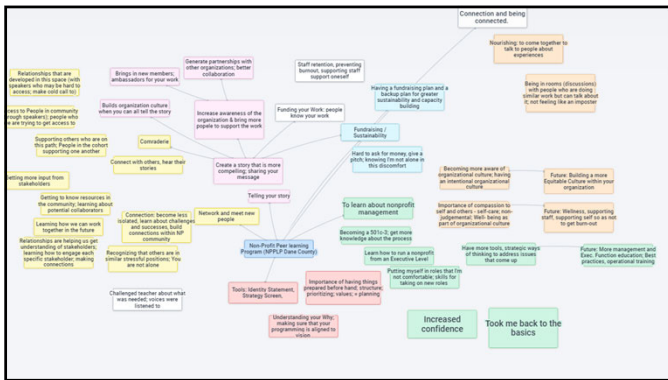 Connection and being
connected.
Nourishing: to come together to
talk to people about
experiences
Being in rooms (discussions)
with people who are doing
similar work but can talk about
it; not feeling like an imposter
Generate partnerships with
other organizations; better
collaboration
Brings in new members;
ambassadors for your work
Staff retention, preventing
burnout, supporting staff
support oneself
Having a fundraising plan and a
backup plan for greater
sustainability and capacity
building
Relationships that are
developed in this space (with
speakers who may be hard to
access; make cold call to)
Builds organization culture
when you can all tell the story
Increase awareness of the
organization & bring more
popele to support the work
Funding your Work: people
know your work
Fundraising /
Sustainability
ccess to People in community
through speakers); people who
e are trying to get access to
Supporting others who are on
this path; People in the cohort
supporting one another
Comraderie
Connect with others, hear their
stories
Create a story that is more
compelling; sharing your
message
Hard to ask for money, give a
pitch; knowing I'm not alone in
this discomfort
etting more input from
stakeholders
Telling your story
Becoming more aware of
organizational culture; having
an intentional organizational
culture
Future: Building a more
Equitable Culture within your
organization
Getting to know resources in
the community; learning about
potential collaborators
To learn about nonprofit
management
Importance of compassion to
self and others - self-care; non-
judgemental; Well- being as
part of organizational culture
Future: Wellness, supporting
staff, supporting self so as not
to get burn-out
Learning how we can work
together in the future
Connection: become less
isolated, learn about challenges
and successes, build
connections within NP
community
Network and meet new
people
Becoming a 501c-3; get more
knowledge about the process
Relationships are helping us get
understanding of stakeholders;
learning how to engage each
specific stakeholder; making
connections
Recognizing that others are in
similar stressful positions; You
are not alone
Non-Profit Peer learning
Program (NPPLP Dane County)
Learn how to run a nonprofit
from an Executive Level
Have more tools, strategic ways
of thinking to address issues
that come up
Future: More management and
Exec. Function education; Best
practices, operational training
Putting myself in roles that I'm
not comfortable; skills for
taking on new roles
Challenged teacher about what
was needed; voices were
listened to
Tools: Identity Statement,
Strategy Screen,
Importance of having things
prepared before hand; structure;
prioritizing; values; + planning
Understanding your Why;
making sure that your
programming is aligned to
vision
Increased
confidence
Took me back to the
basics